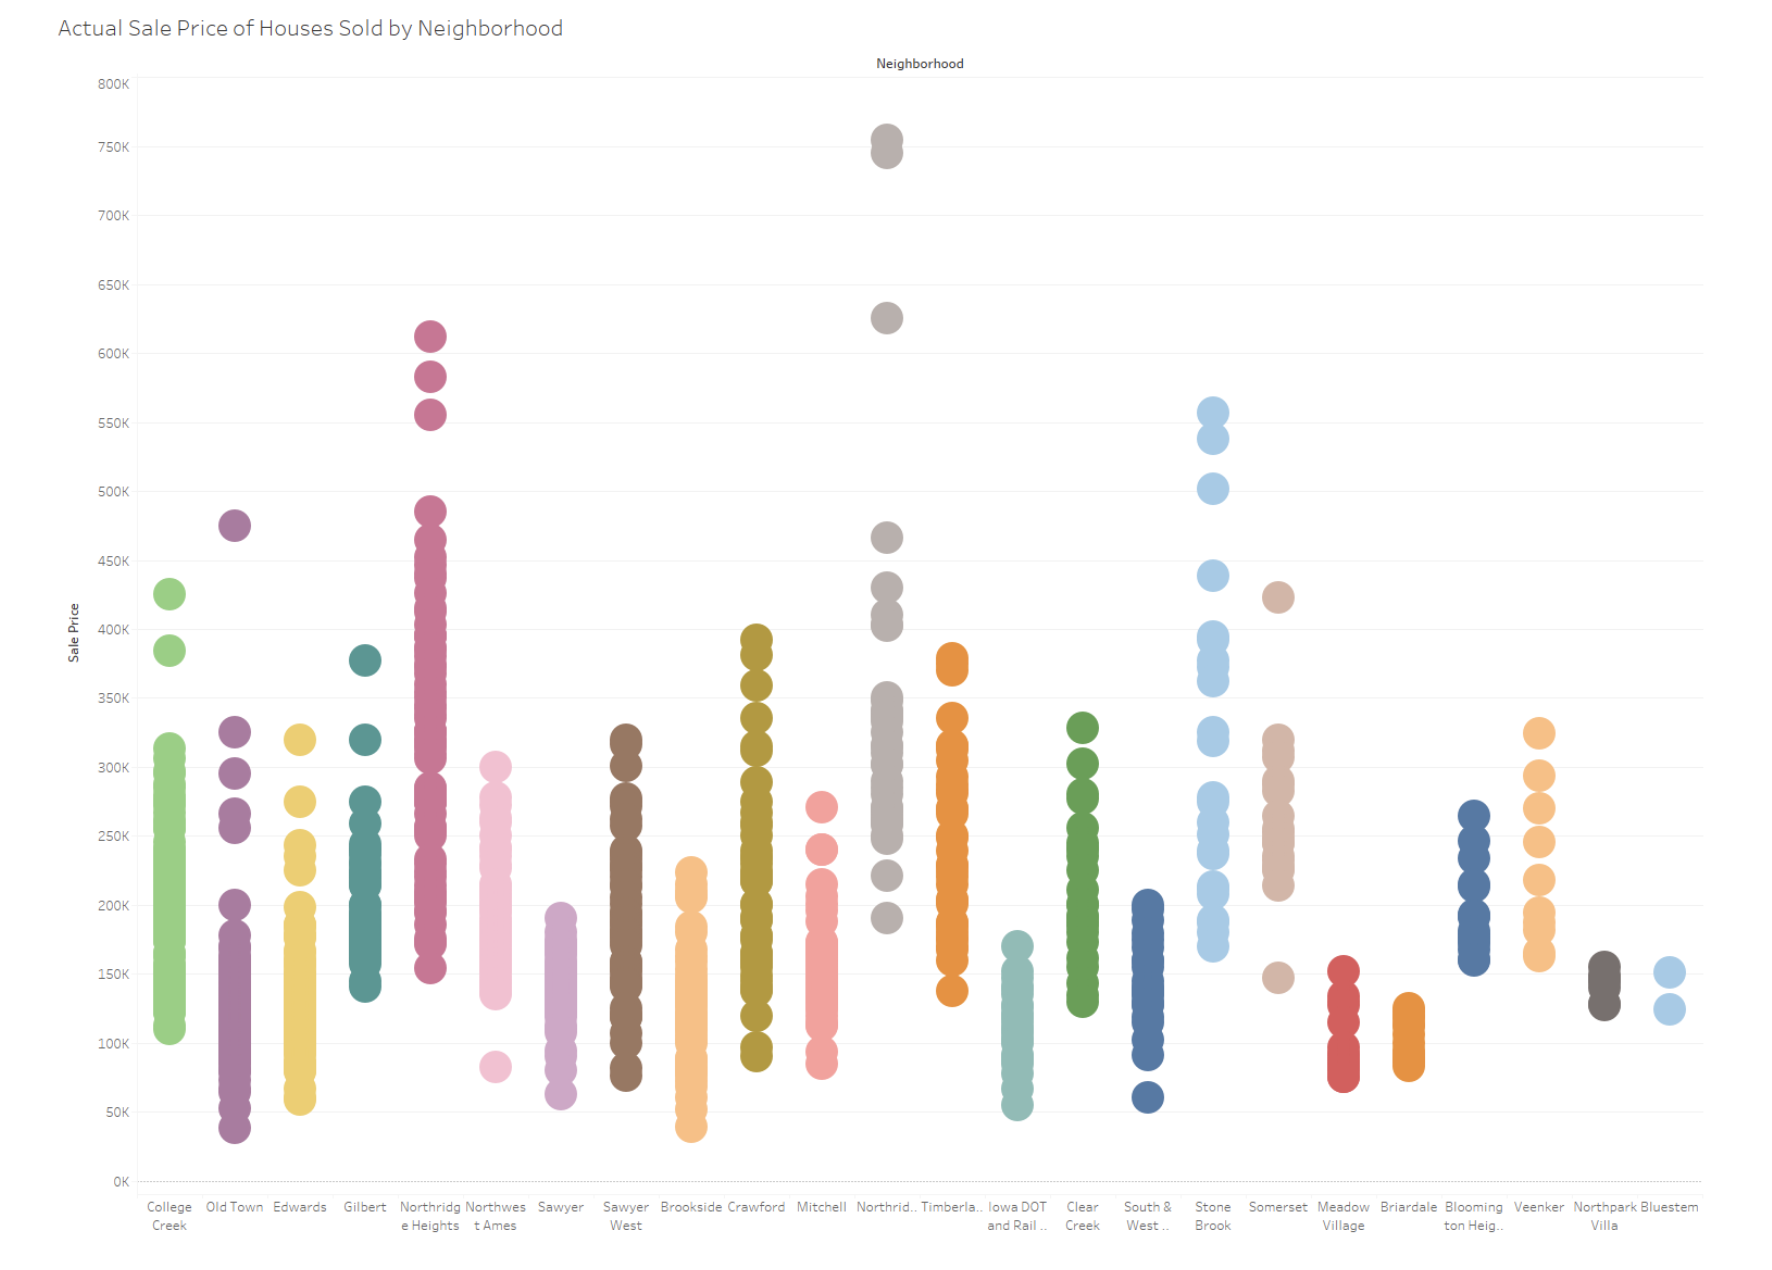 Actual Sale Price of Houses Sold by Neighborhood
Neighborhood
800K
750K
700K
650K
600K
550K
500K
450K
400K
350K
300K
250K
200K
150K
100K
50K
0K
Sale Price
College
Creek
Old Town
Edwards
Gilbert
Northridg
e Heights
Northwes
t Ames
Sawyer
Sawyer
West
Brookside
Crawford
Mitchell
Northrid..
Timberla..
Iowa DOT
and Rail ..
Clear
Creek
South &
West ..
Stone
Brook
Somerset
Meadow
Village
Briardale
Blooming
ton Heig..
Veenker
Northpark
Villa
Bluestem